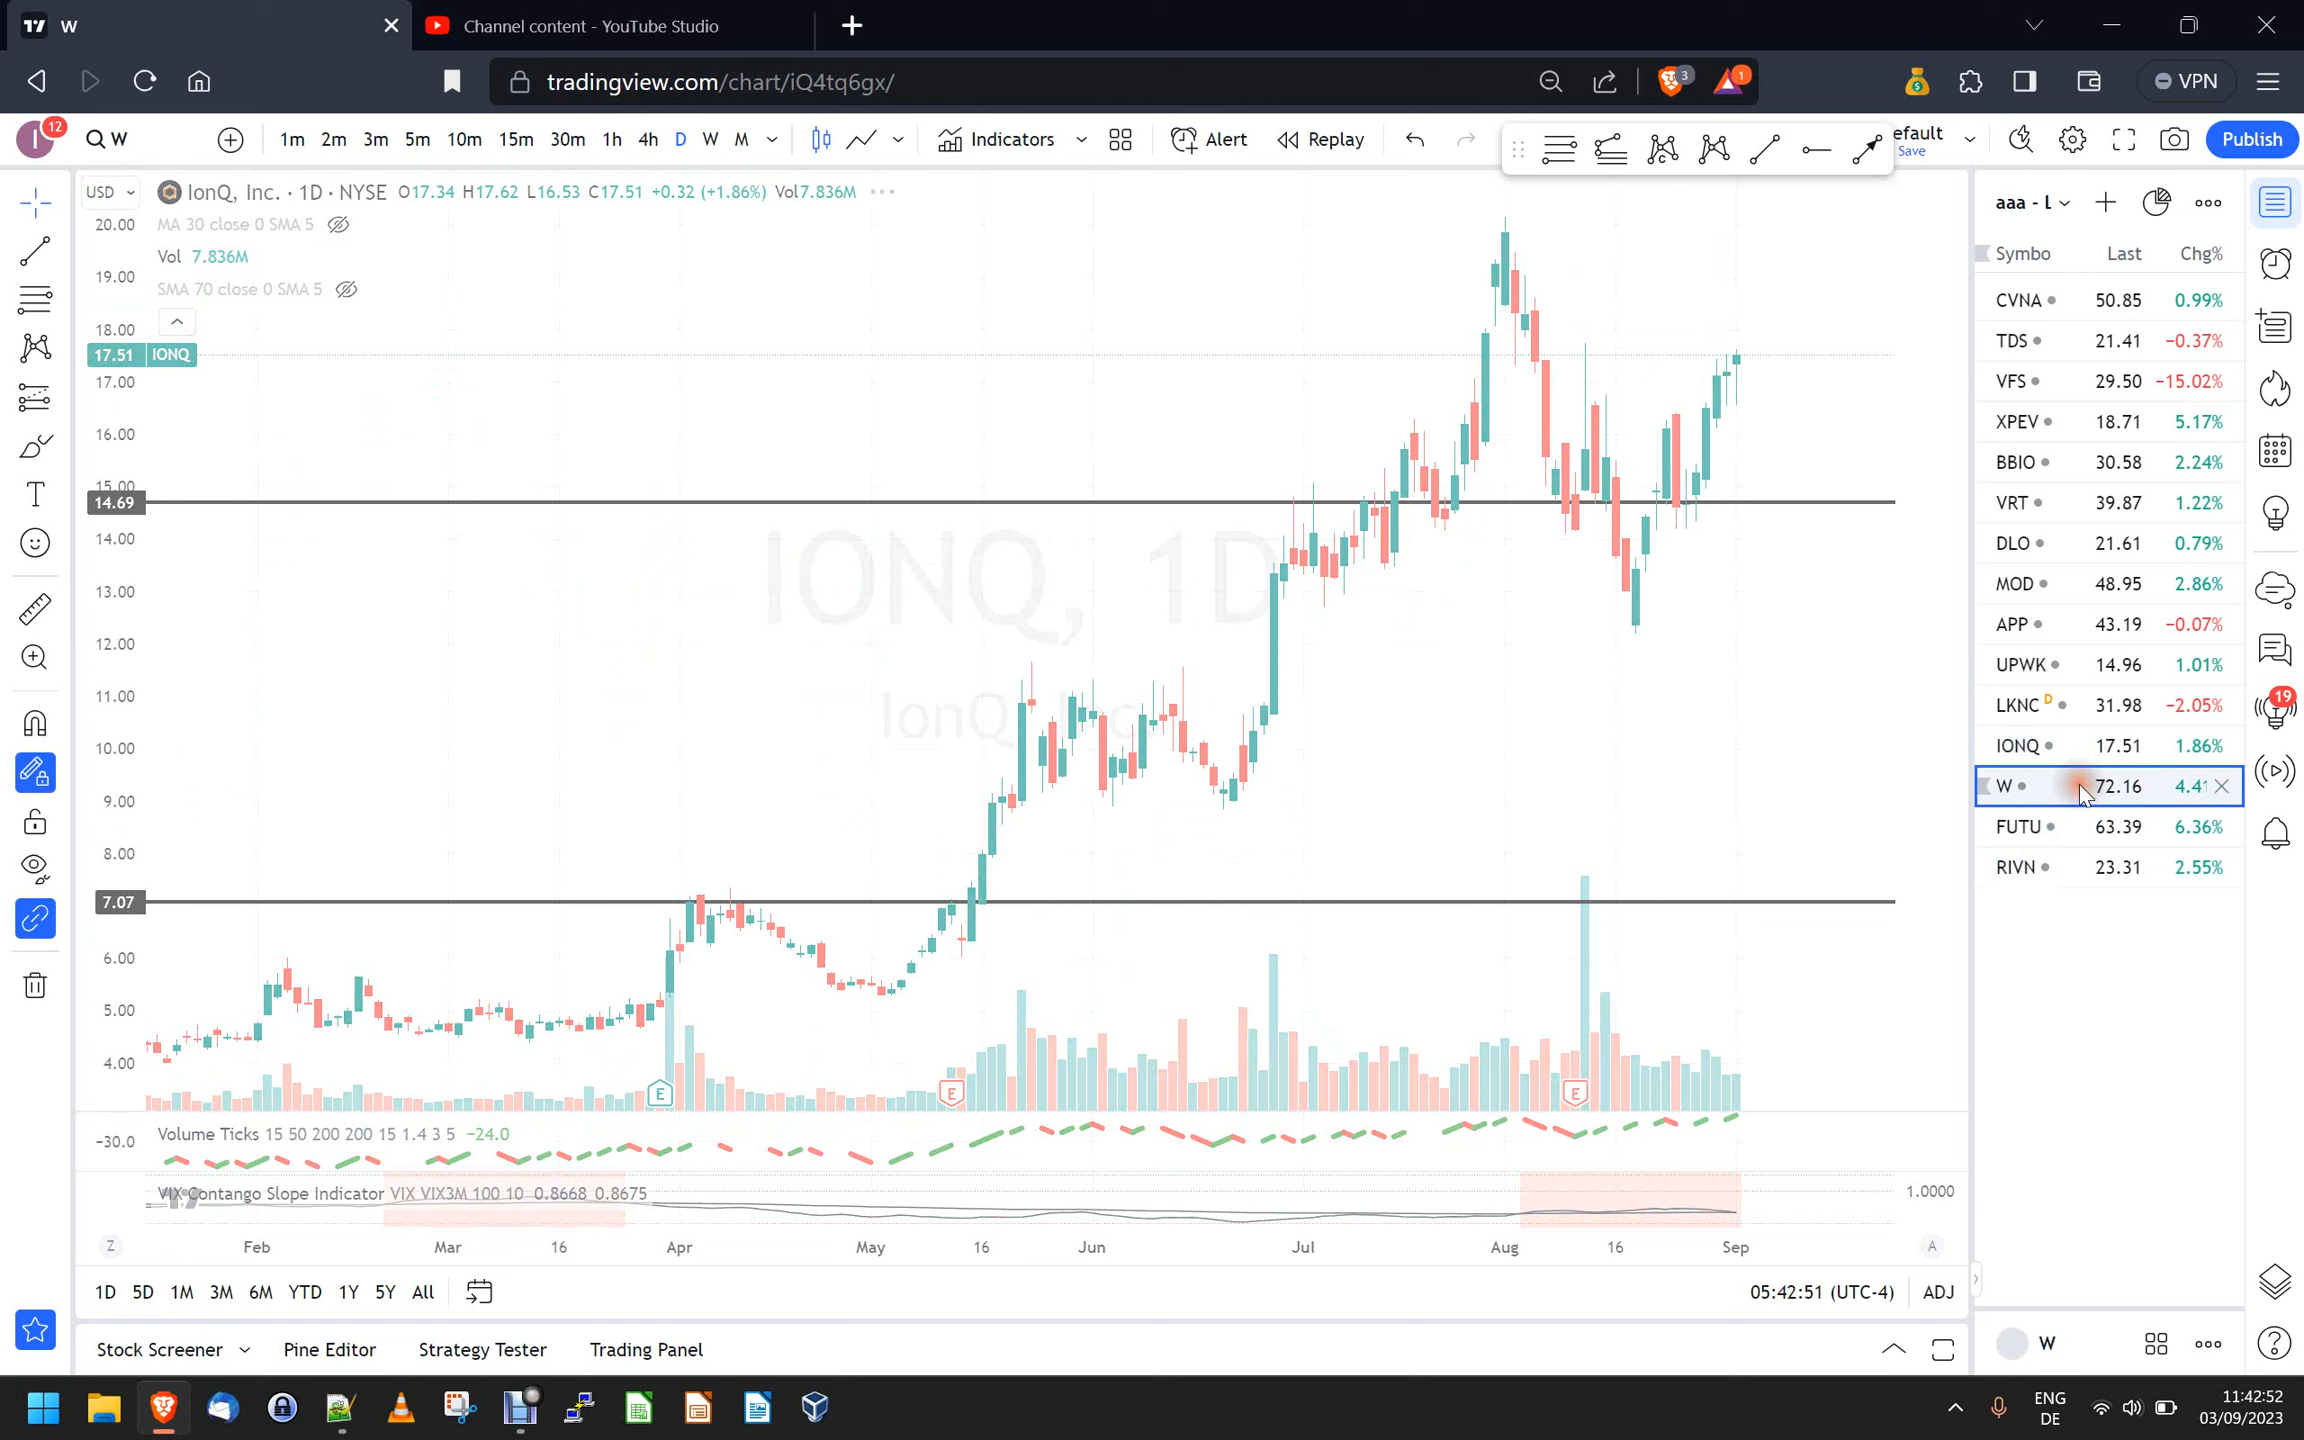 W
Channel content - YouTube Studio
tradingview.com/chart/iQ4tq6gx/
3
1
VPN
I
12
W
1m 2m 3m 5m 10m 15m 30m 1h 4h D W M
Indicators
Alert
Replay
efault
Save
Publish
USD
IonQ, Inc. · 1D · NYSE O17.34 H17.62 L16.53 C17.51 +0.32 (+1.86%) Vol7.836M
MA 30 close 0 SMA 5
Vol 7.836M
SMA 70 close 0 SMA 5
20.00
19.00
18.00
17.51 IONQ
17.00
16.00
15.00
14.69
14.00
13.00
12.00
11.00
10.00
9.00
8.00
7.07
6.00
5.00
4.00
IONQ, 1D
IonQ, Inc.
E
E
E
-30.0
Volume Ticks 15 50 200 200 15 1.4 3 5 −24.0
VIX Contango Slope Indicator VIX VIX3M 100 10 0.8668 0.8675
1.0000
Z
Feb Mar 16 Apr May 16 Jun Jul Aug 16 Sep
A
1D 5D 1M 3M 6M YTD 1Y 5Y All
05:42:51 (UTC-4)
ADJ
Stock Screener
Pine Editor
Strategy Tester
Trading Panel
aaa - L
Symbo Last Chg%
CVNA 50.85 0.99%
TDS 21.41 −0.37%
VFS 29.50 −15.02%
XPEV 18.71 5.17%
BBIO 30.58 2.24%
VRT 39.87 1.22%
DLO 21.61 0.79%
MOD 48.95 2.86%
APP 43.19 −0.07%
UPWK 14.96 1.01%
LKNC D 31.98 −2.05%
IONQ 17.51 1.86%
W 72.16 4.41
FUTU 63.39 6.36%
RIVN 23.31 2.55%
W
19
ENG
DE
11:42:52
03/09/2023